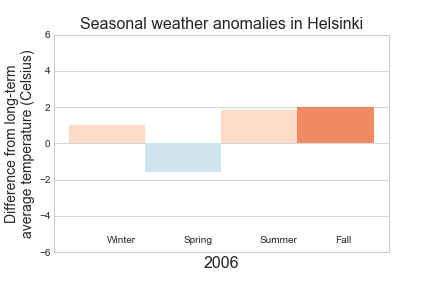 Seasonal weather anomalies in Helsinki
Difference from long-term
average temperature (Celsius)
6
4
2
0
−2
−4
−6
Winter Spring Summer Fall
2006